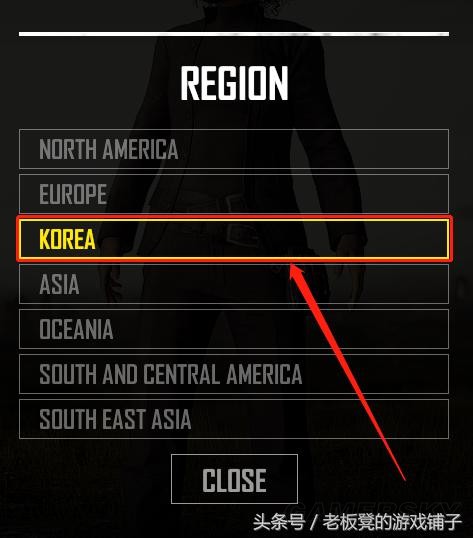 REGION
NORTH AMERICA
EUROPE
KOREA
ASIA
OCEANIA
SOUTH AND CENTRAL AMERICA
SOUTH EAST ASIA
CLOSE
头条号 / 老板凳的游戏铺子